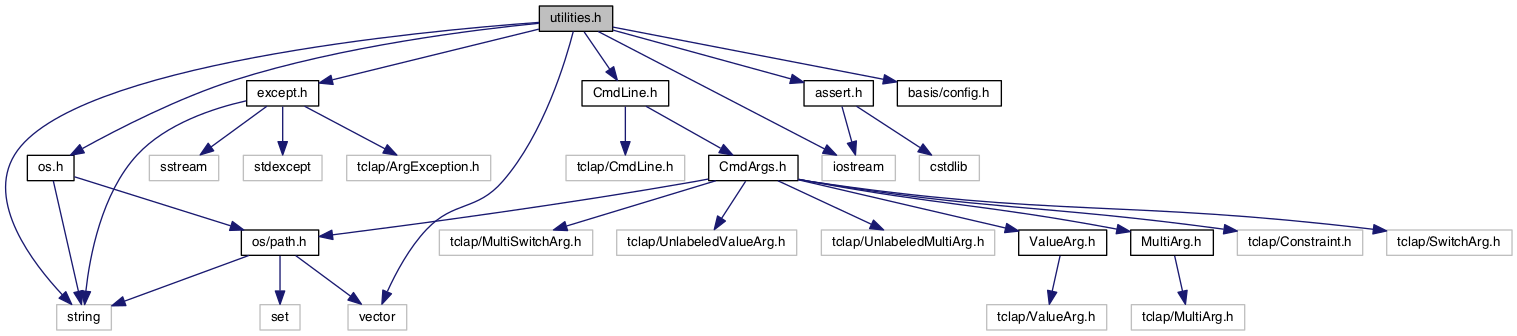 utilities.h
except.h
CmdLine.h
assert.h
basis/config.h
os.h
sstream
stdexcept
tclap/ArgException.h
tclap/CmdLine.h
CmdArgs.h
iostream
cstdlib
os/path.h
tclap/MultiSwitchArg.h
tclap/UnlabeledValueArg.h
tclap/UnlabeledMultiArg.h
ValueArg.h
MultiArg.h
tclap/Constraint.h
tclap/SwitchArg.h
string
set
vector
tclap/ValueArg.h
tclap/MultiArg.h